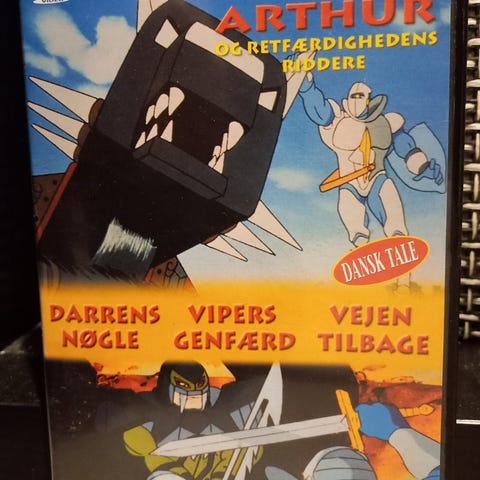 ARTHUR
OG RETFÆRDIGHEDENS
RIDDERE
DANSK TALE
DARRENS NØGLE
VIPERS GENFÆRD
VEJEN TILBAGE